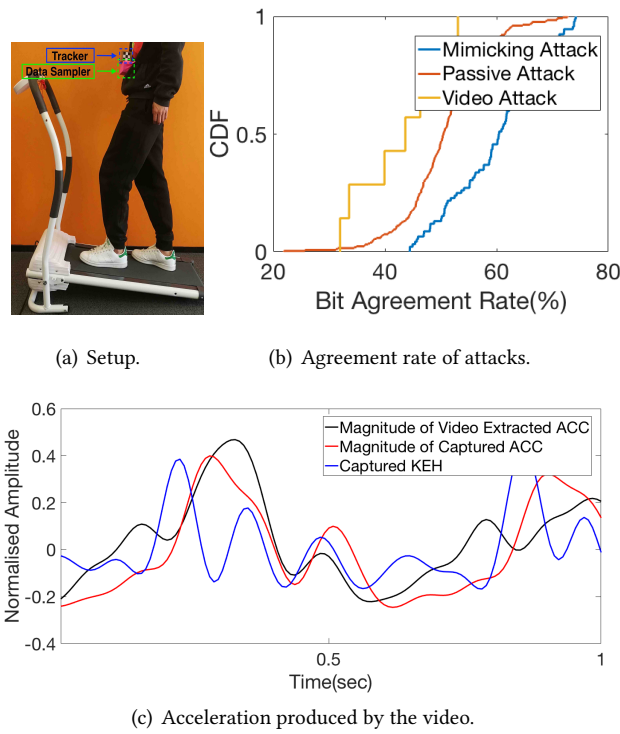 Tracker
Data Sampler
(a) Setup.
1
0.5
0
CDF
Mimicking Attack
Passive Attack
Video Attack
20
40
60
80
Bit Agreement Rate(%)
(b) Agreement rate of attacks.
0.6
0.4
0.2
0
-0.2
-0.4
Normalised Amplitude
Magnitude of Video Extracted ACC
Magnitude of Captured ACC
Captured KEH
0.5
1
Time(sec)
(c) Acceleration produced by the video.